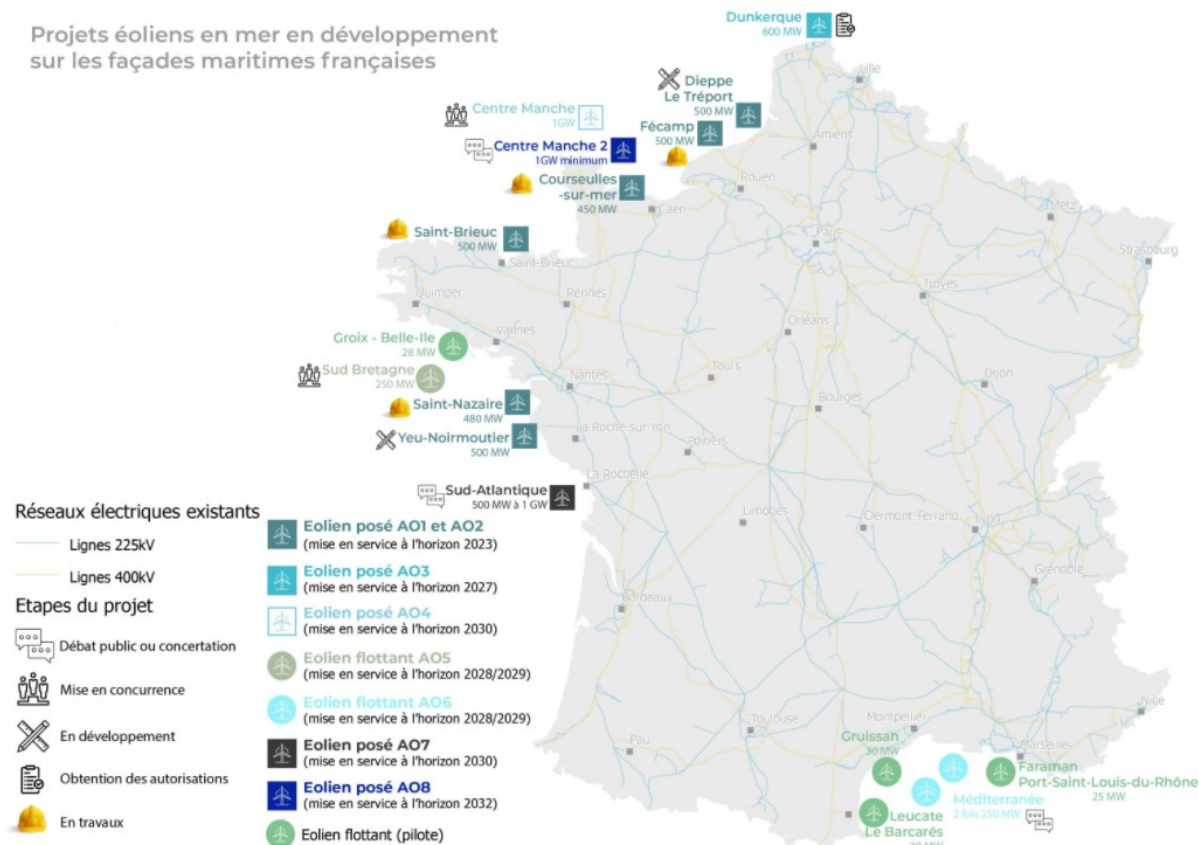 Projets éoliens en mer en développement
sur les façades maritimes françaises
Dunkerque
600 MW
Lille
Dieppe
Le Tréport
500 MW
Centre Manche
1GW
Fécamp
500 MW
Amiens
Centre Manche 2
1GW minimum
Rouen
Courseulles
-sur-mer
450 MW
Caen
Metz
Paris
Strasbourg
Saint-Brieuc
500 MW
Saint-Brieuc
Troyes
Quimper
Rennes
Orléans
Vannes
Groix - Belle-Ile
28 MW
Sud Bretagne
250 MW
Tours
Nantes
Dijon
Bourges
Saint-Nazaire
480 MW
La Roche-sur-Yon
Yeu-Noirmoutier
500 MW
Poitiers
La Rochelle
Sud-Atlantique
500 MW à 1 GW
Limoges
Clermont-Ferrand
Lyon
Grenoble
Bordeaux
Toulouse
Montpellier
Nice
Pau
Marseille
Gruissan
30 MW
Faraman
Port-Saint-Louis-du-Rhône
25 MW
Méditerranée
2 fois 250 MW
Leucate
Le Barcarés
30 MW
Réseaux électriques existants
Lignes 225kV
Lignes 400kV
Etapes du projet
Débat public ou concertation
Mise en concurrence
En développement
Obtention des autorisations
En travaux
Eolien posé AO1 et AO2
(mise en service à l'horizon 2023)
Eolien posé AO3
(mise en service à l'horizon 2027)
Eolien posé AO4
(mise en service à l'horizon 2030)
Eolien flottant AO5
(mise en service à l'horizon 2028/2029)
Eolien flottant AO6
(mise en service à l'horizon 2028/2029)
Eolien posé AO7
(mise en service à l'horizon 2030)
Eolien posé AO8
(mise en service à l'horizon 2032)
Eolien flottant (pilote)